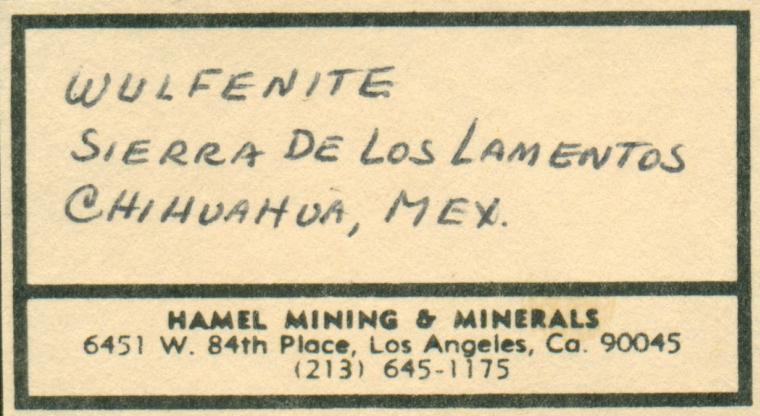 WULFENITE
SIERRA DE LOS LAMENTOS
CHIHUAHUA, MEX.
HAMEL MINING & MINERALS
6451 W. 84th Place, Los Angeles, Ca. 90045
(213) 645-1175